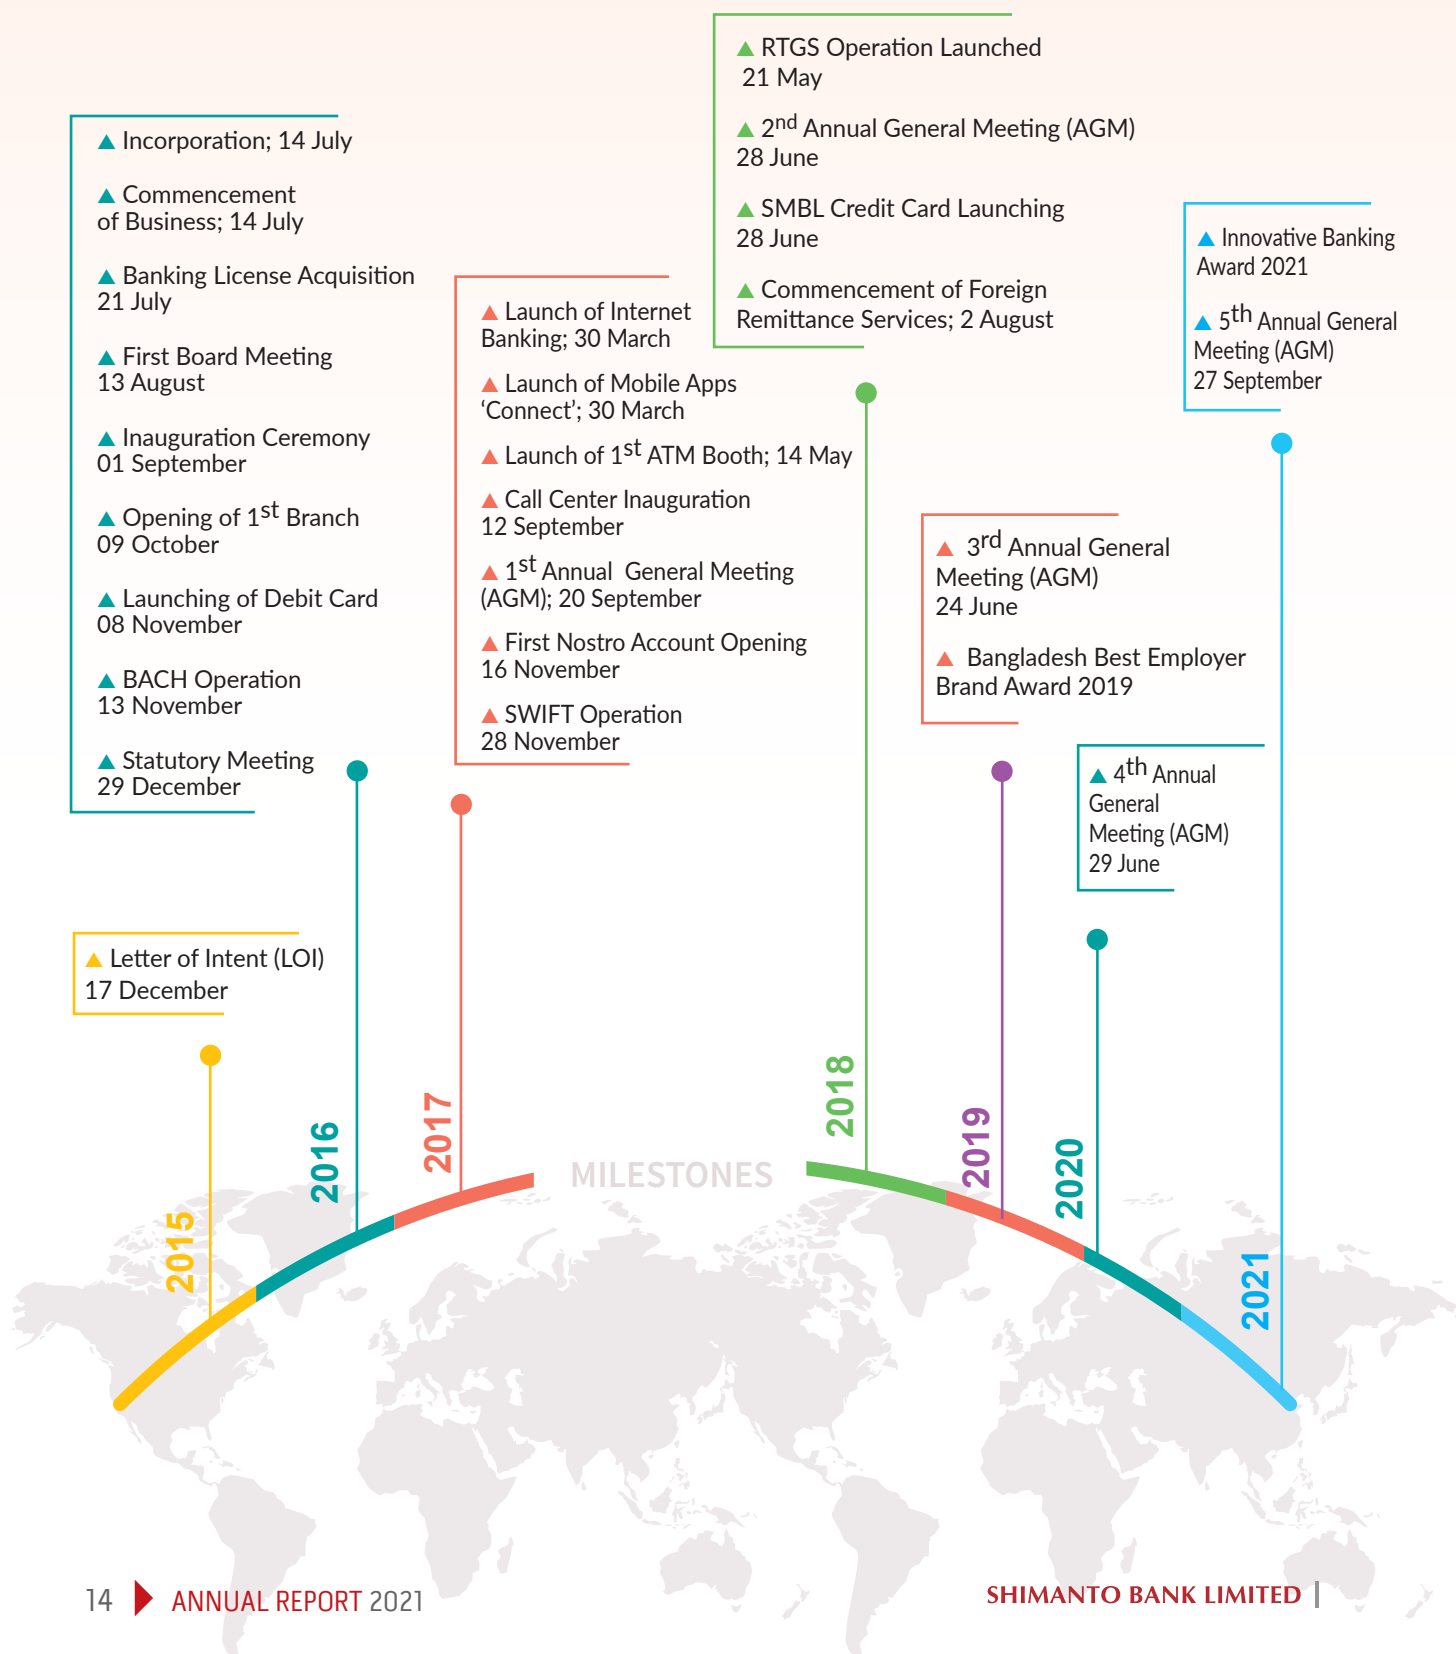 ▲ Incorporation; 14 July
▲ Commencement
of Business; 14 July
▲ Banking License Acquisition
21 July
▲ First Board Meeting
13 August
▲ Inauguration Ceremony
01 September
▲ Opening of 1st Branch
09 October
▲ Launching of Debit Card
08 November
▲ BACH Operation
13 November
▲ Statutory Meeting
29 December
▲ Launch of Internet
Banking; 30 March
▲ Launch of Mobile Apps
‘Connect’; 30 March
▲ Launch of 1st ATM Booth; 14 May
▲ Call Center Inauguration
12 September
▲ 1st Annual General Meeting
(AGM); 20 September
▲ First Nostro Account Opening
16 November
▲ SWIFT Operation
28 November
▲ RTGS Operation Launched
21 May
▲ 2nd Annual General Meeting (AGM)
28 June
▲ SMBL Credit Card Launching
28 June
▲ Commencement of Foreign
Remittance Services; 2 August
▲ Innovative Banking
Award 2021
▲ 5th Annual General
Meeting (AGM)
27 September
▲ 3rd Annual General
Meeting (AGM)
24 June
▲ Bangladesh Best Employer
Brand Award 2019
▲ 4th Annual
General
Meeting (AGM)
29 June
▲ Letter of Intent (LOI)
17 December
2015
2016
2017
MILESTONES
2018
2019
2020
2021
14 ANNUAL REPORT 2021
SHIMANTO BANK LIMITED